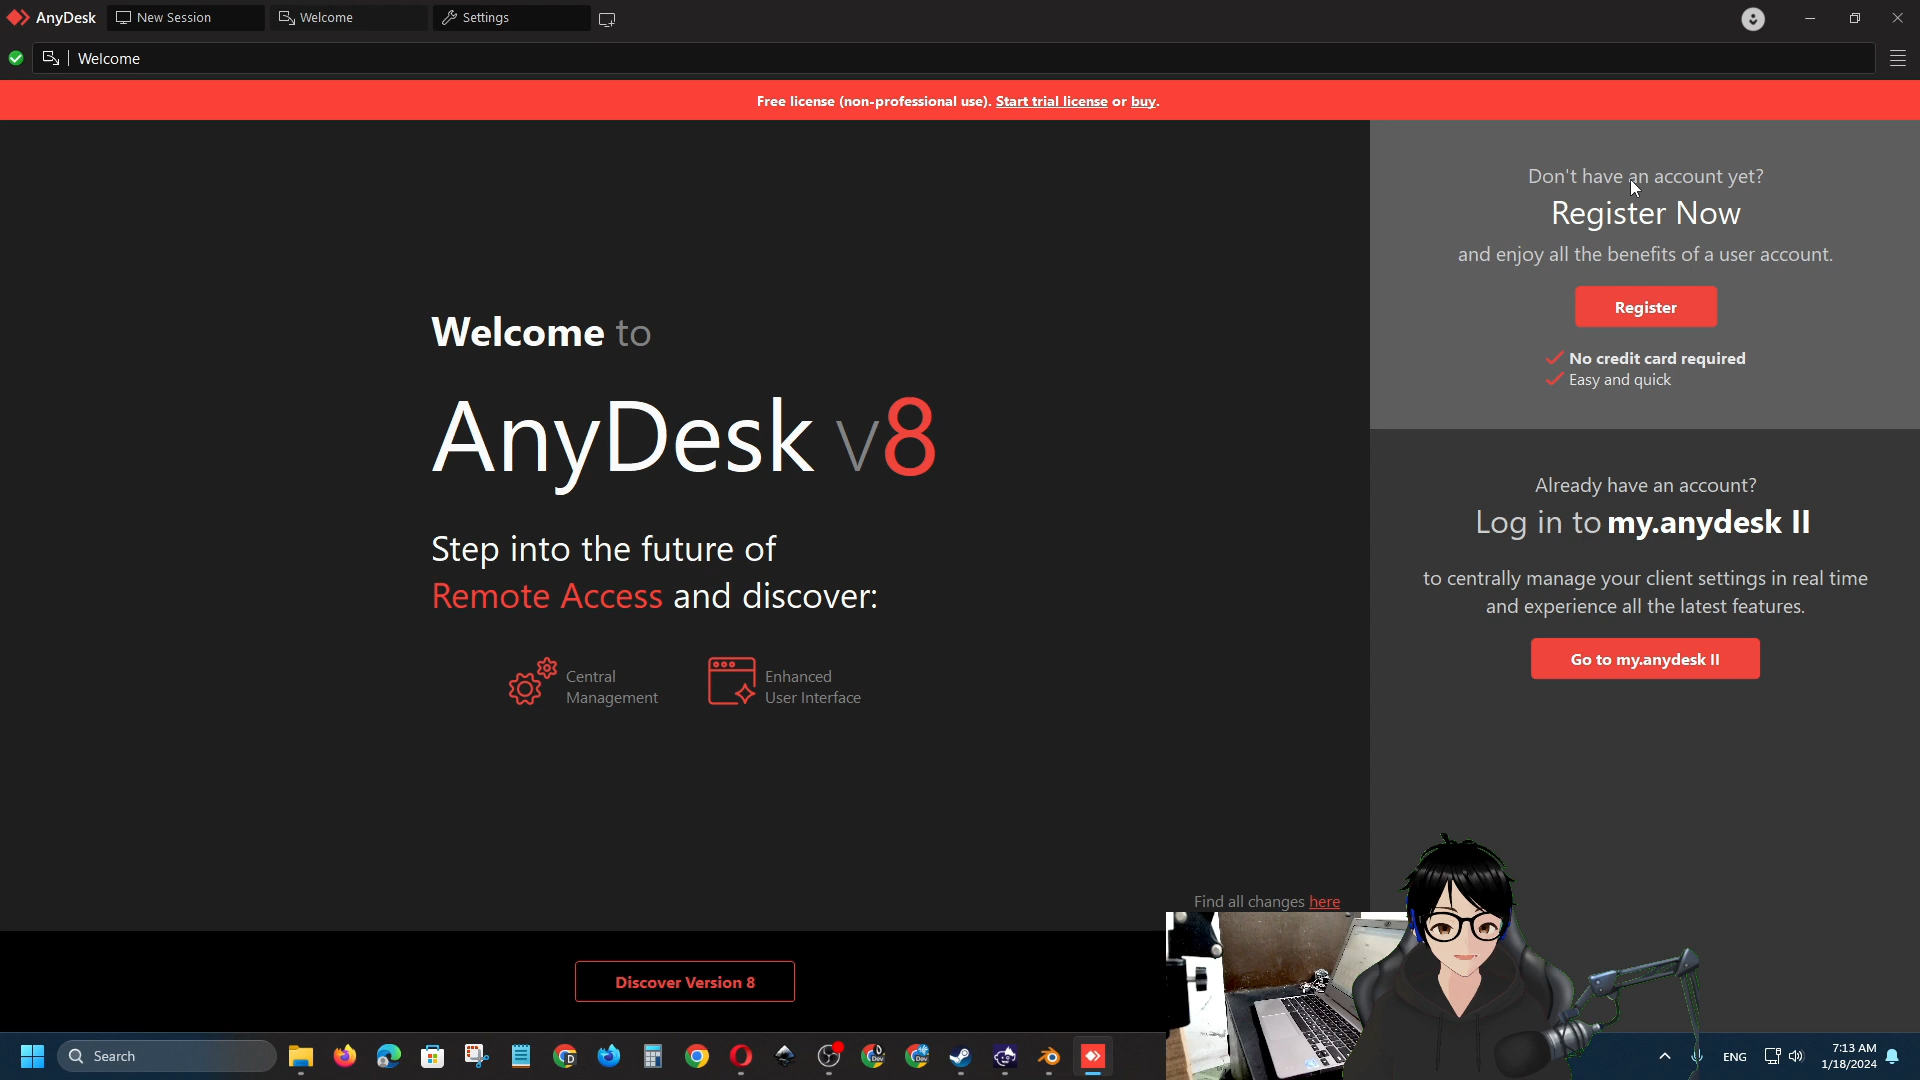 AnyDesk
New Session
Welcome
Settings
Welcome
Free license (non-professional use). Start trial license or buy.
Welcome to
AnyDesk v8
Step into the future of
Remote Access and discover:
Central
Management
Enhanced
User Interface
Find all changes here
Discover Version 8
Don't have an account yet?
Register Now
and enjoy all the benefits of a user account.
Register
No credit card required
Easy and quick
Already have an account?
Log in to my.anydesk II
to centrally manage your client settings in real time
and experience all the latest features.
Go to my.anydesk II
Search
D
Dev
Dev
ENG
7:13 AM
1/18/2024